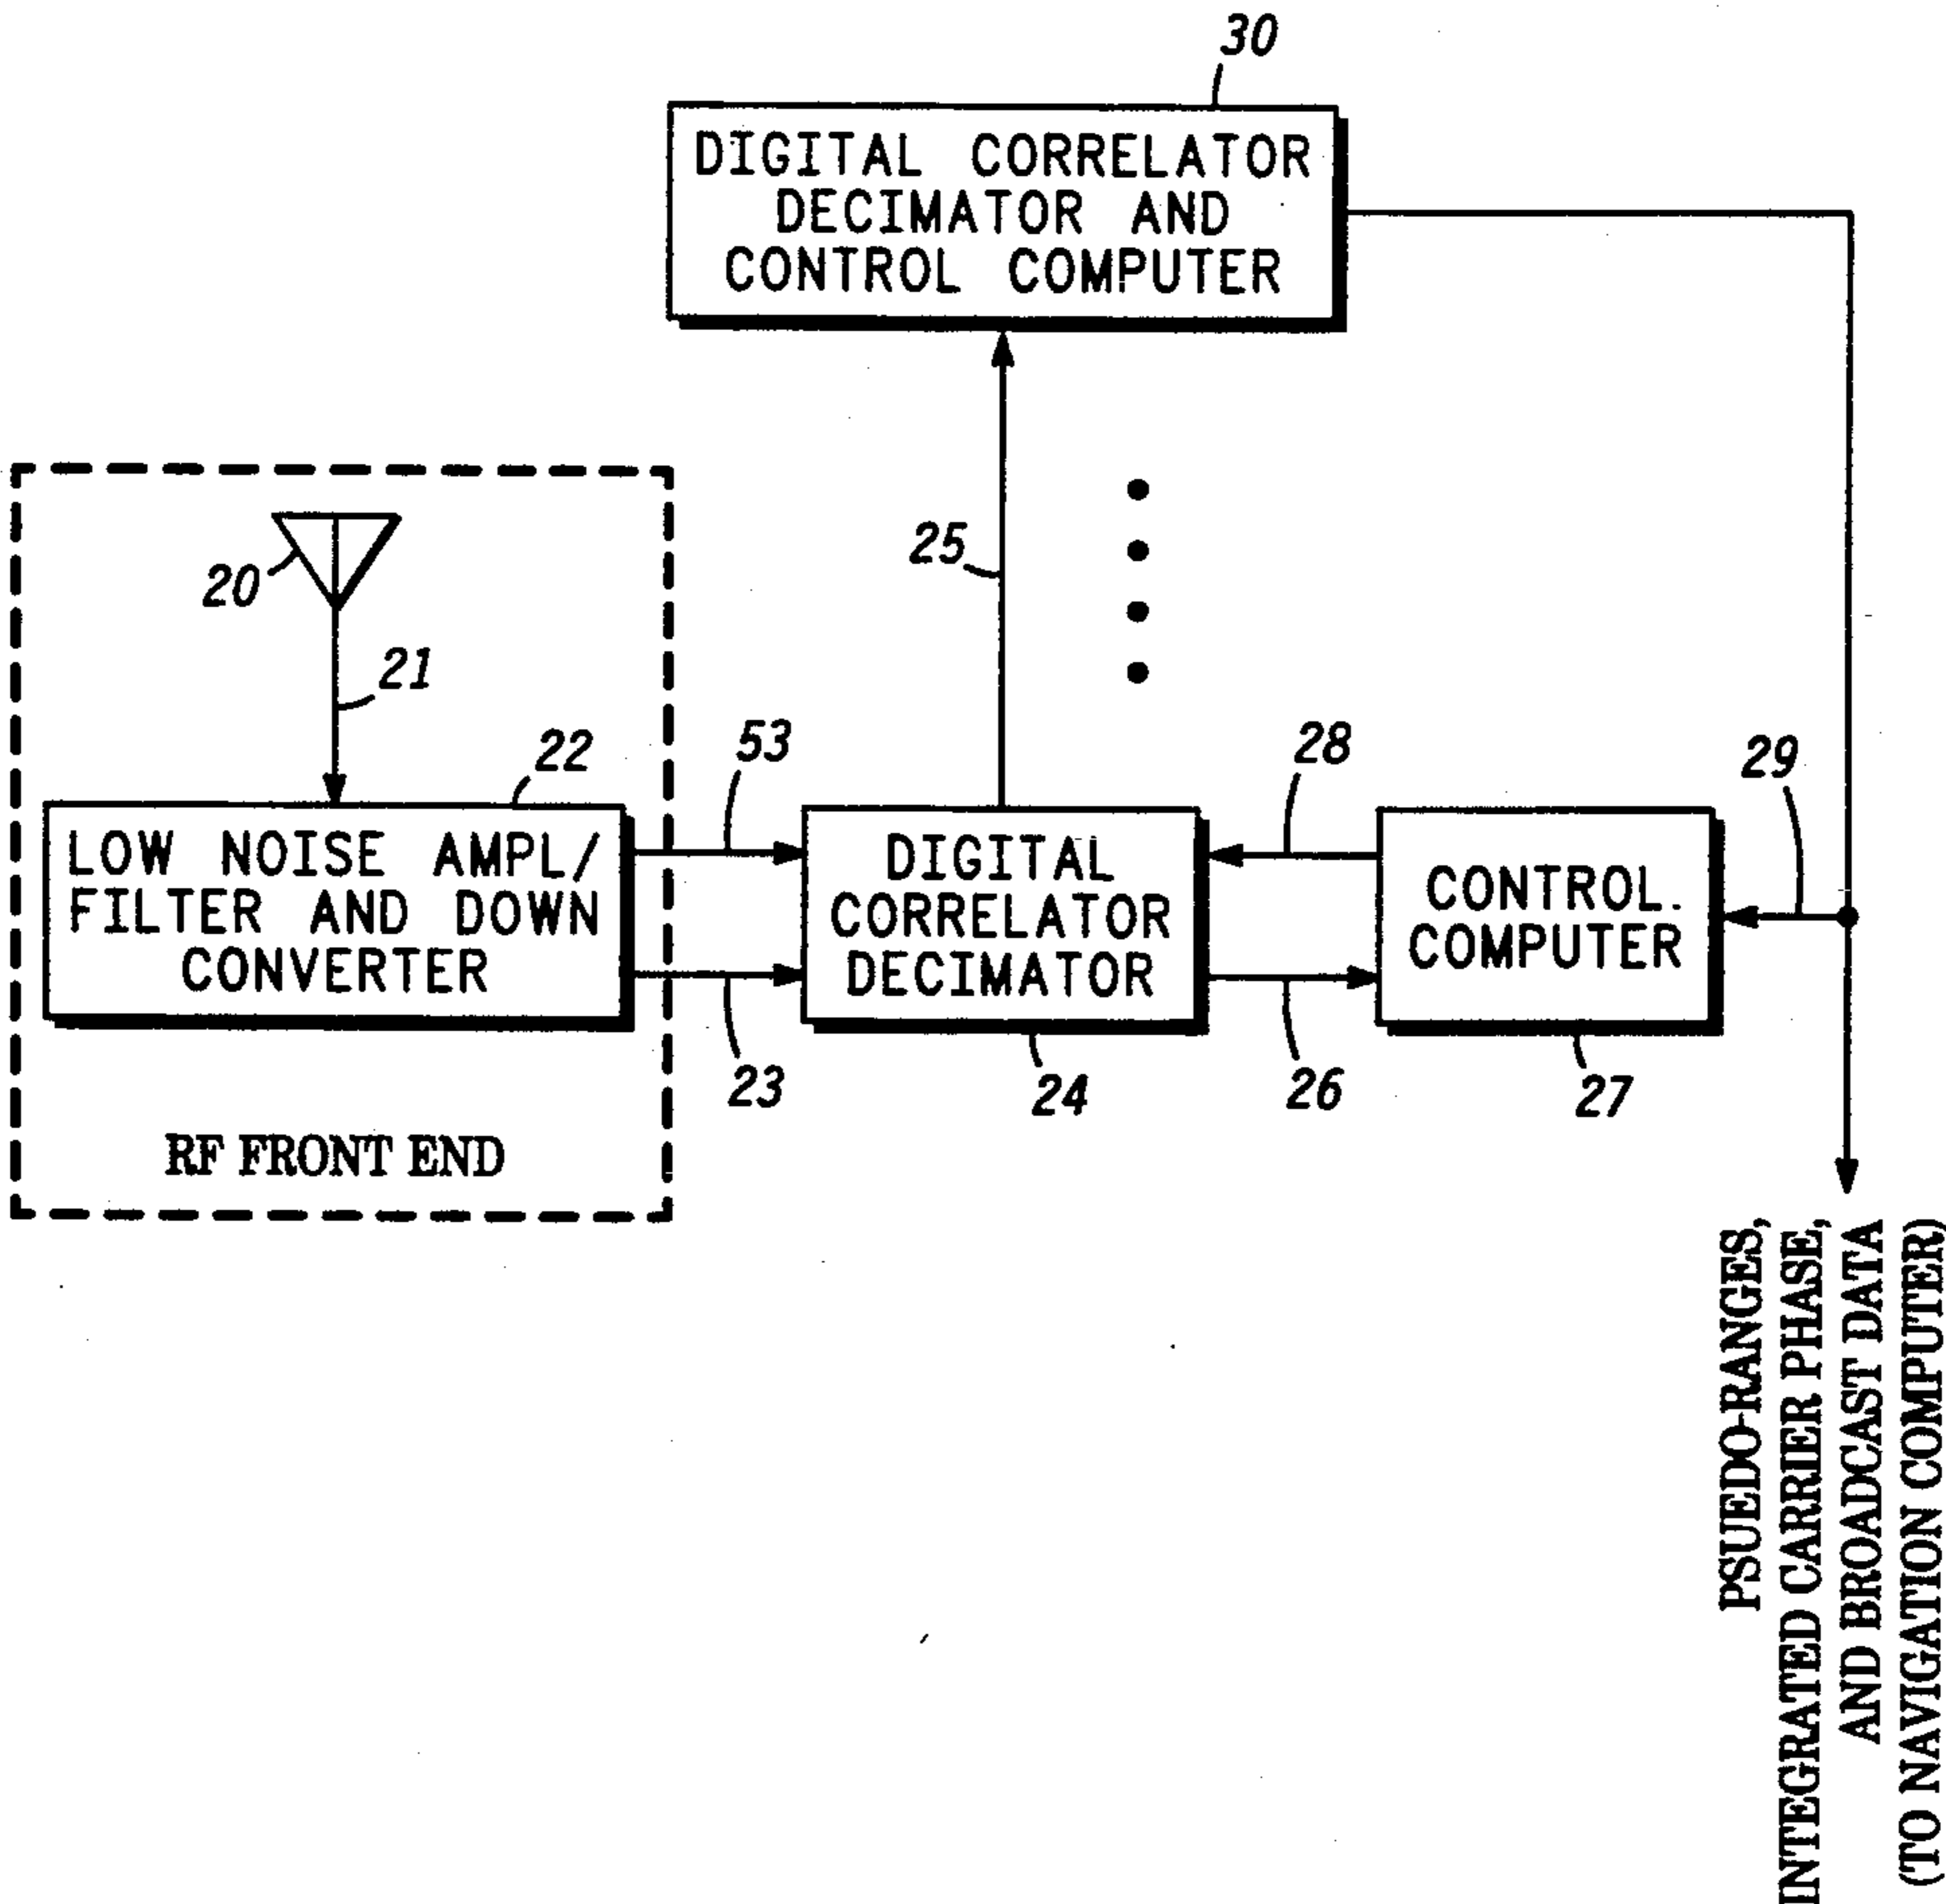 30
DIGITAL CORRELATOR
DECIMATOR AND
CONTROL COMPUTER
25
20
21
22
53
28
29
LOW NOISE AMPL/
FILTER AND DOWN
CONVERTER
DIGITAL
CORRELATOR
DECIMATOR
CONTROL.
COMPUTER
23
24
26
27
RF FRONT END
PSUEDO-RANGES,
INTEGRATED CARRIER PHASE,
AND BROADCAST DATA
(TO NAVIGATION COMPUTER)